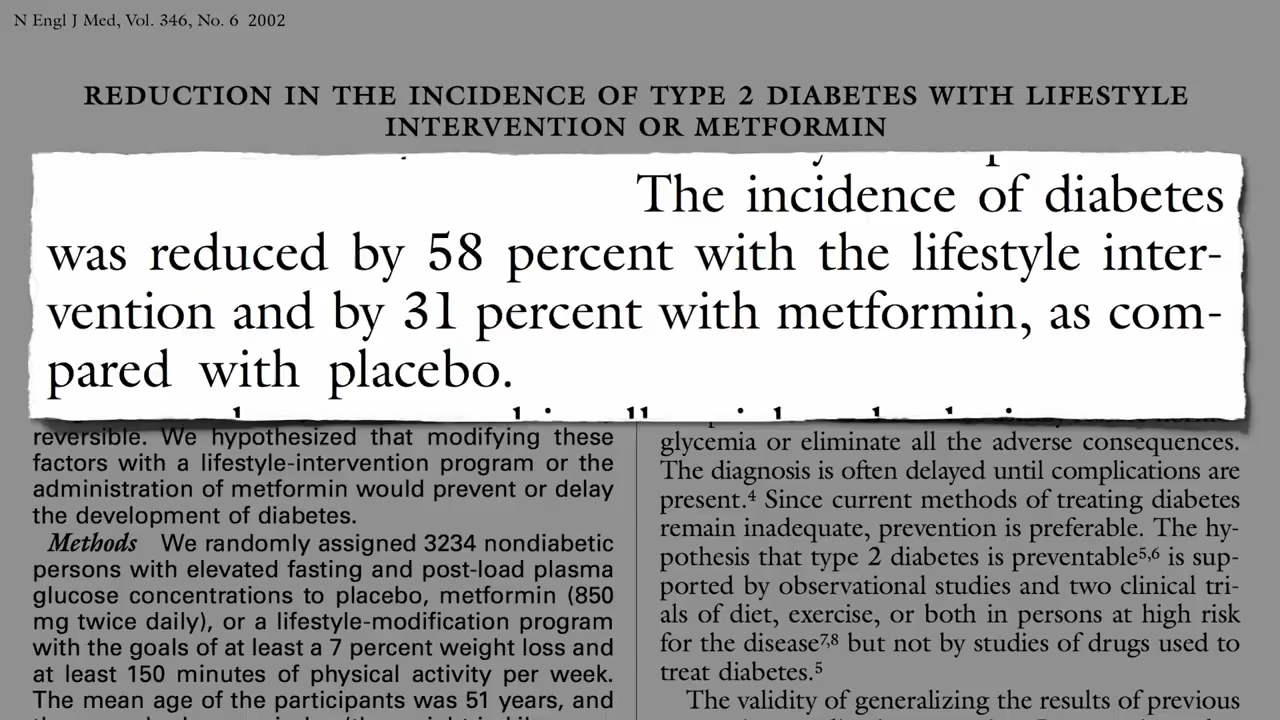 N Engl J Med, Vol. 346, No. 6 2002
REDUCTION IN THE INCIDENCE OF TYPE 2 DIABETES WITH LIFESTYLE
INTERVENTION OR METFORMIN
The incidence of diabetes
was reduced by 58 percent with the lifestyle inter-
vention and by 31 percent with metformin, as com-
pared with placebo.
reversible. We hypothesized that modifying these
factors with a lifestyle-intervention program or the
administration of metformin would prevent or delay
the development of diabetes.
Methods We randomly assigned 3234 nondiabetic
persons with elevated fasting and post-load plasma
glucose concentrations to placebo, metformin (850
mg twice daily), or a lifestyle-modification program
with the goals of at least a 7 percent weight loss and
at least 150 minutes of physical activity per week.
The mean age of the participants was 51 years, and
glycemia or eliminate all the adverse consequences.
The diagnosis is often delayed until complications are
present.4 Since current methods of treating diabetes
remain inadequate, prevention is preferable. The hy-
pothesis that type 2 diabetes is preventable5,6 is sup-
ported by observational studies and two clinical tri-
als of diet, exercise, or both in persons at high risk
for the disease7,8 but not by studies of drugs used to
treat diabetes.5
The validity of generalizing the results of previous